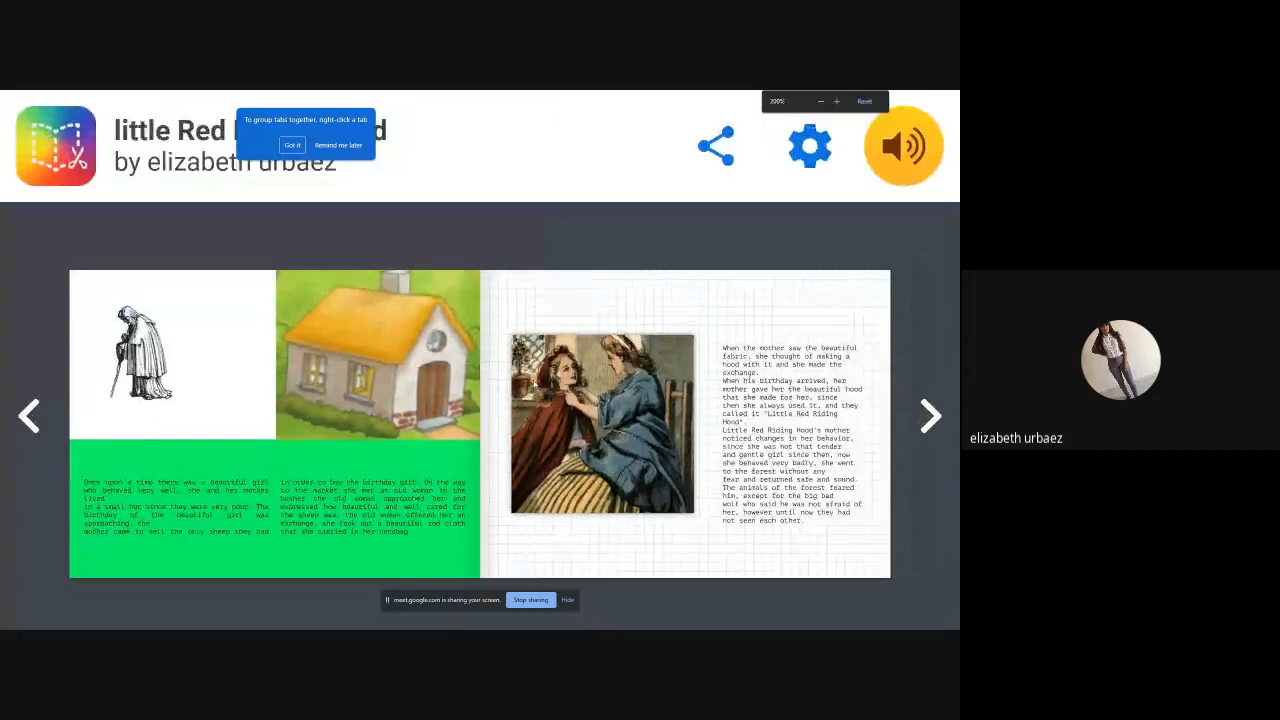 200%
Reset
To group tabs together, right-click a tab
Got it
Remind me later
little Red
d
by elizabeth urbaez
Once upon a time there was a beautiful girl
who behaved very well, she and her mother
lived
in a small hut since they were very poor. The
birthday of the beautiful girl was
approaching, the
mother came to sell the only sheep they had
in order to buy the birthday gift. On the way
to the market she met an old woman in the
bushes the old woman approached her and
expressed how beautiful and well cared for
the sheep was, the old woman offered her an
exchange, she took out a beautiful red cloth
that she carried in her handbag
When the mother saw the beautiful
fabric, she thought of making a
hood with it and she made the
exchange.
When his birthday arrived, her
mother gave her the beautiful hood
that she made for her, since
then she always used it, and they
called it "Little Red Riding
Hood".
Little Red Riding Hood's mother
noticed changes in her behavior,
since she was not that tender
and gentle girl since then, now
she behaved very badly, she went
to the forest without any
fear and returned safe and sound.
The animals of the forest feared
him, except for the big bad
wolf who said he was not afraid of
her, however until now they had
not seen each other.
meet.google.com is sharing your screen.
Stop sharing
Hide
elizabeth urbaez